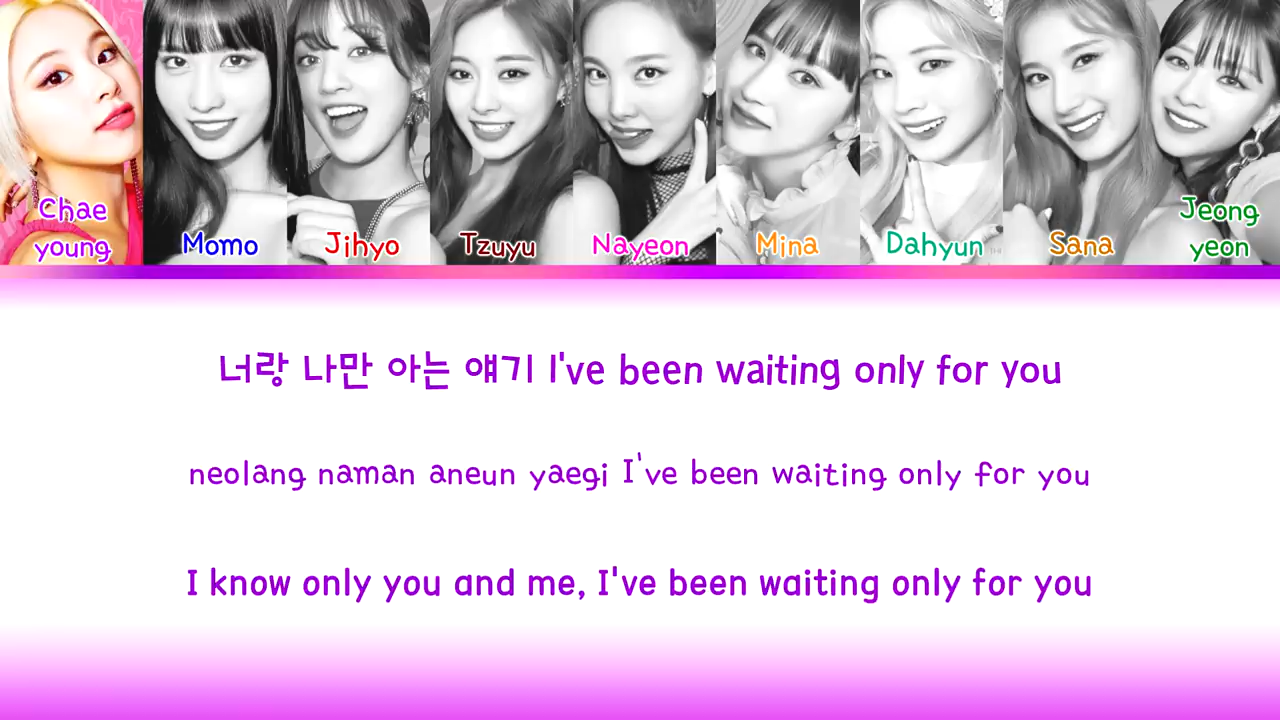 Chae
young
Momo
Jihyo
Tzuyu
Nayeon
Mina
Dahyun
Sana
Jeong
yeon
너랑 나만 아는 얘기 I've been waiting only for you
neolang naman aneun yaegi I've been waiting only for you
I know only you and me, I've been waiting only for you